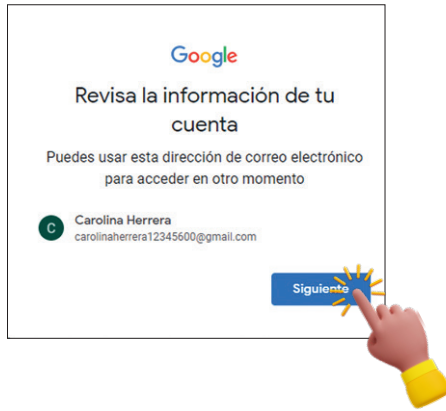 Google
Revisa la información de tu
cuenta
Puedes usar esta dirección de correo electrónico
para acceder en otro momento
C
Carolina Herrera
carolinaherrera12345600@gmail.com
Siguiente